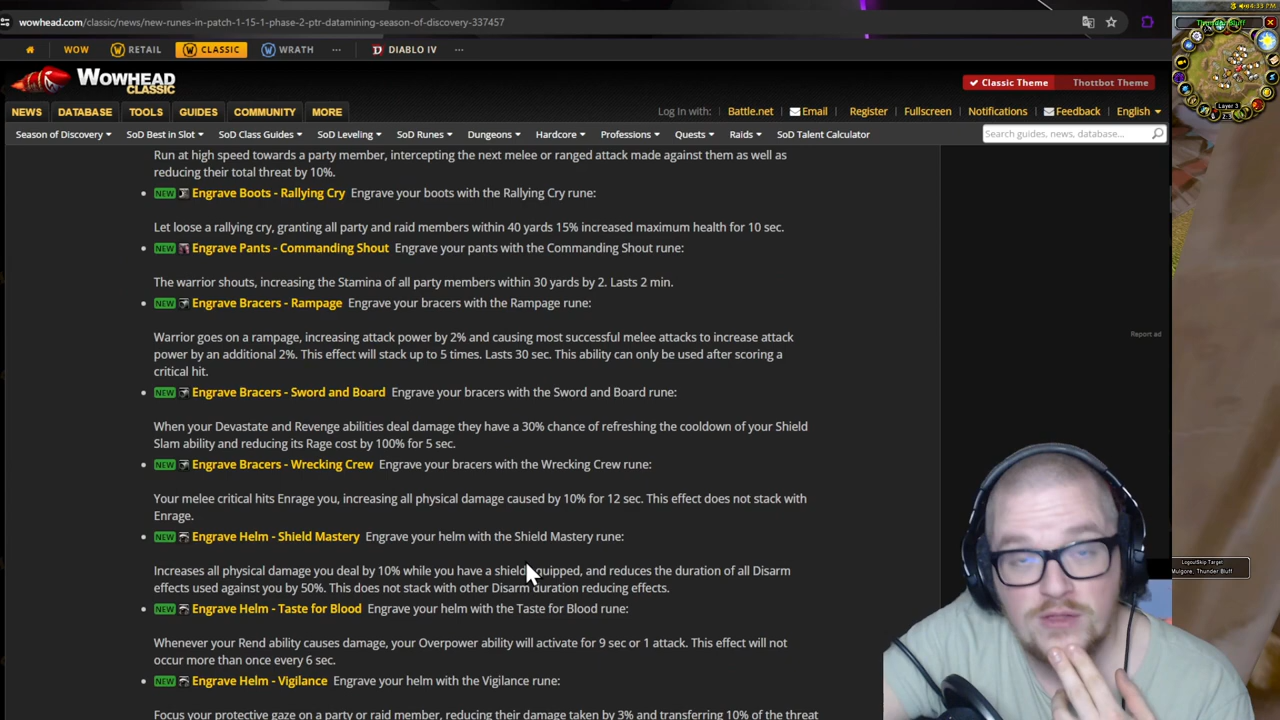 wowhead.com/classic/news/new-runes-in-patch-1-15-1-phase-2-ptr-datamining-season-of-discovery-337457
4:33 PM
Thunder Bluff
WOW RETAIL CLASSIC WRATH ... DIABLO IV ...
WOWHEAD CLASSIC
Classic Theme Thottbot Theme
NEWS DATABASE TOOLS GUIDES COMMUNITY MORE
Log In with: Battle.net Email Register Fullscreen Notifications Feedback English
Layer 3
Season of Discovery SoD Best in Slot SoD Class Guides SoD Leveling SoD Runes Dungeons Hardcore Professions Quests Raids SoD Talent Calculator
Search guides, news, database...
Run at high speed towards a party member, intercepting the next melee or ranged attack made against them as well as
reducing their total threat by 10%.
NEW Engrave Boots - Rallying Cry Engrave your boots with the Rallying Cry rune:
Let loose a rallying cry, granting all party and raid members within 40 yards 15% increased maximum health for 10 sec.
NEW Engrave Pants - Commanding Shout Engrave your pants with the Commanding Shout rune:
The warrior shouts, increasing the Stamina of all party members within 30 yards by 2. Lasts 2 min.
NEW Engrave Bracers - Rampage Engrave your bracers with the Rampage rune:
Report ad
Warrior goes on a rampage, increasing attack power by 2% and causing most successful melee attacks to increase attack
power by an additional 2%. This effect will stack up to 5 times. Lasts 30 sec. This ability can only be used after scoring a
critical hit.
NEW Engrave Bracers - Sword and Board Engrave your bracers with the Sword and Board rune:
When your Devastate and Revenge abilities deal damage they have a 30% chance of refreshing the cooldown of your Shield
Slam ability and reducing its Rage cost by 100% for 5 sec.
NEW Engrave Bracers - Wrecking Crew Engrave your bracers with the Wrecking Crew rune:
Your melee critical hits Enrage you, increasing all physical damage caused by 10% for 12 sec. This effect does not stack with
Enrage.
NEW Engrave Helm - Shield Mastery Engrave your helm with the Shield Mastery rune:
Increases all physical damage you deal by 10% while you have a shield equipped, and reduces the duration of all Disarm
effects used against you by 50%. This does not stack with other Disarm duration reducing effects.
Logout/Skip Target
Mulgore, Thunder Bluff
NEW Engrave Helm - Taste for Blood Engrave your helm with the Taste for Blood rune:
Whenever your Rend ability causes damage, your Overpower ability will activate for 9 sec or 1 attack. This effect will not
occur more than once every 6 sec.
NEW Engrave Helm - Vigilance Engrave your helm with the Vigilance rune:
Focus your protective gaze on a party or raid member, reducing their damage taken by 3% and transferring 10% of the threat